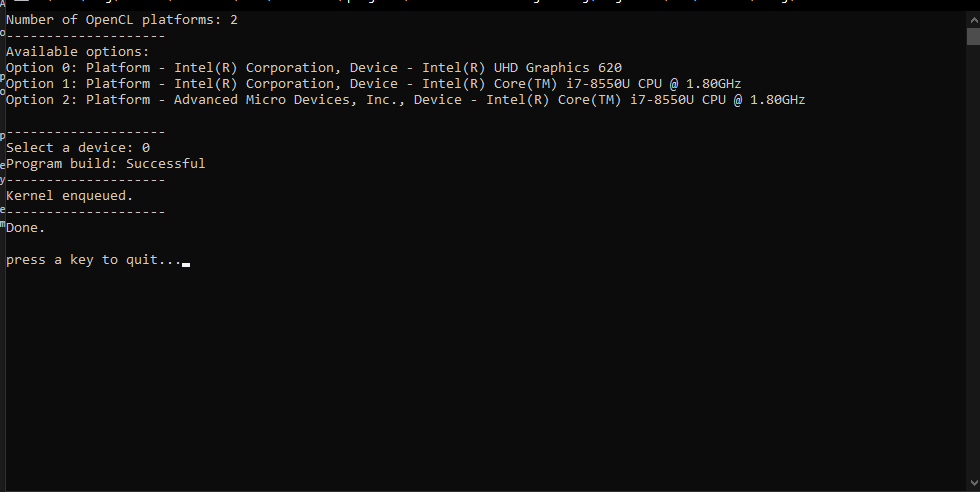 Number of OpenCL platforms: 2
--------------------
Available options:
Option 0: Platform - Intel(R) Corporation, Device - Intel(R) UHD Graphics 620
Option 1: Platform - Intel(R) Corporation, Device - Intel(R) Core(TM) i7-8550U CPU @ 1.80GHz
Option 2: Platform - Advanced Micro Devices, Inc., Device - Intel(R) Core(TM) i7-8550U CPU @ 1.80GHz
--------------------
Select a device: 0
Program build: Successful
--------------------
Kernel enqueued.
--------------------
Done.
press a key to quit...